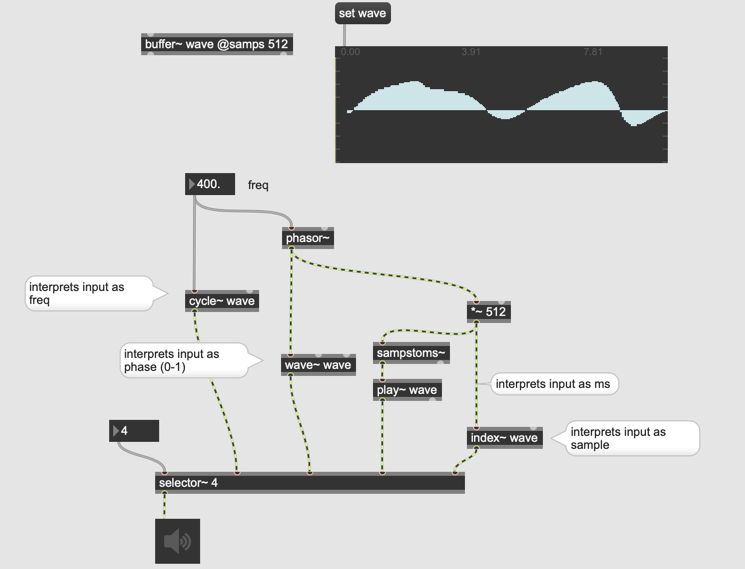 set wave
buffer~ wave @samps 512
0.00 3.91 7.81
400. freq
phasor~
interprets input as
freq
cycle~ wave
*~ 512
interprets input as
phase (0-1)
sampstoms~
wave~ wave
play~ wave
interprets input as ms
4
index~ wave
interprets input as
sample
selector~ 4